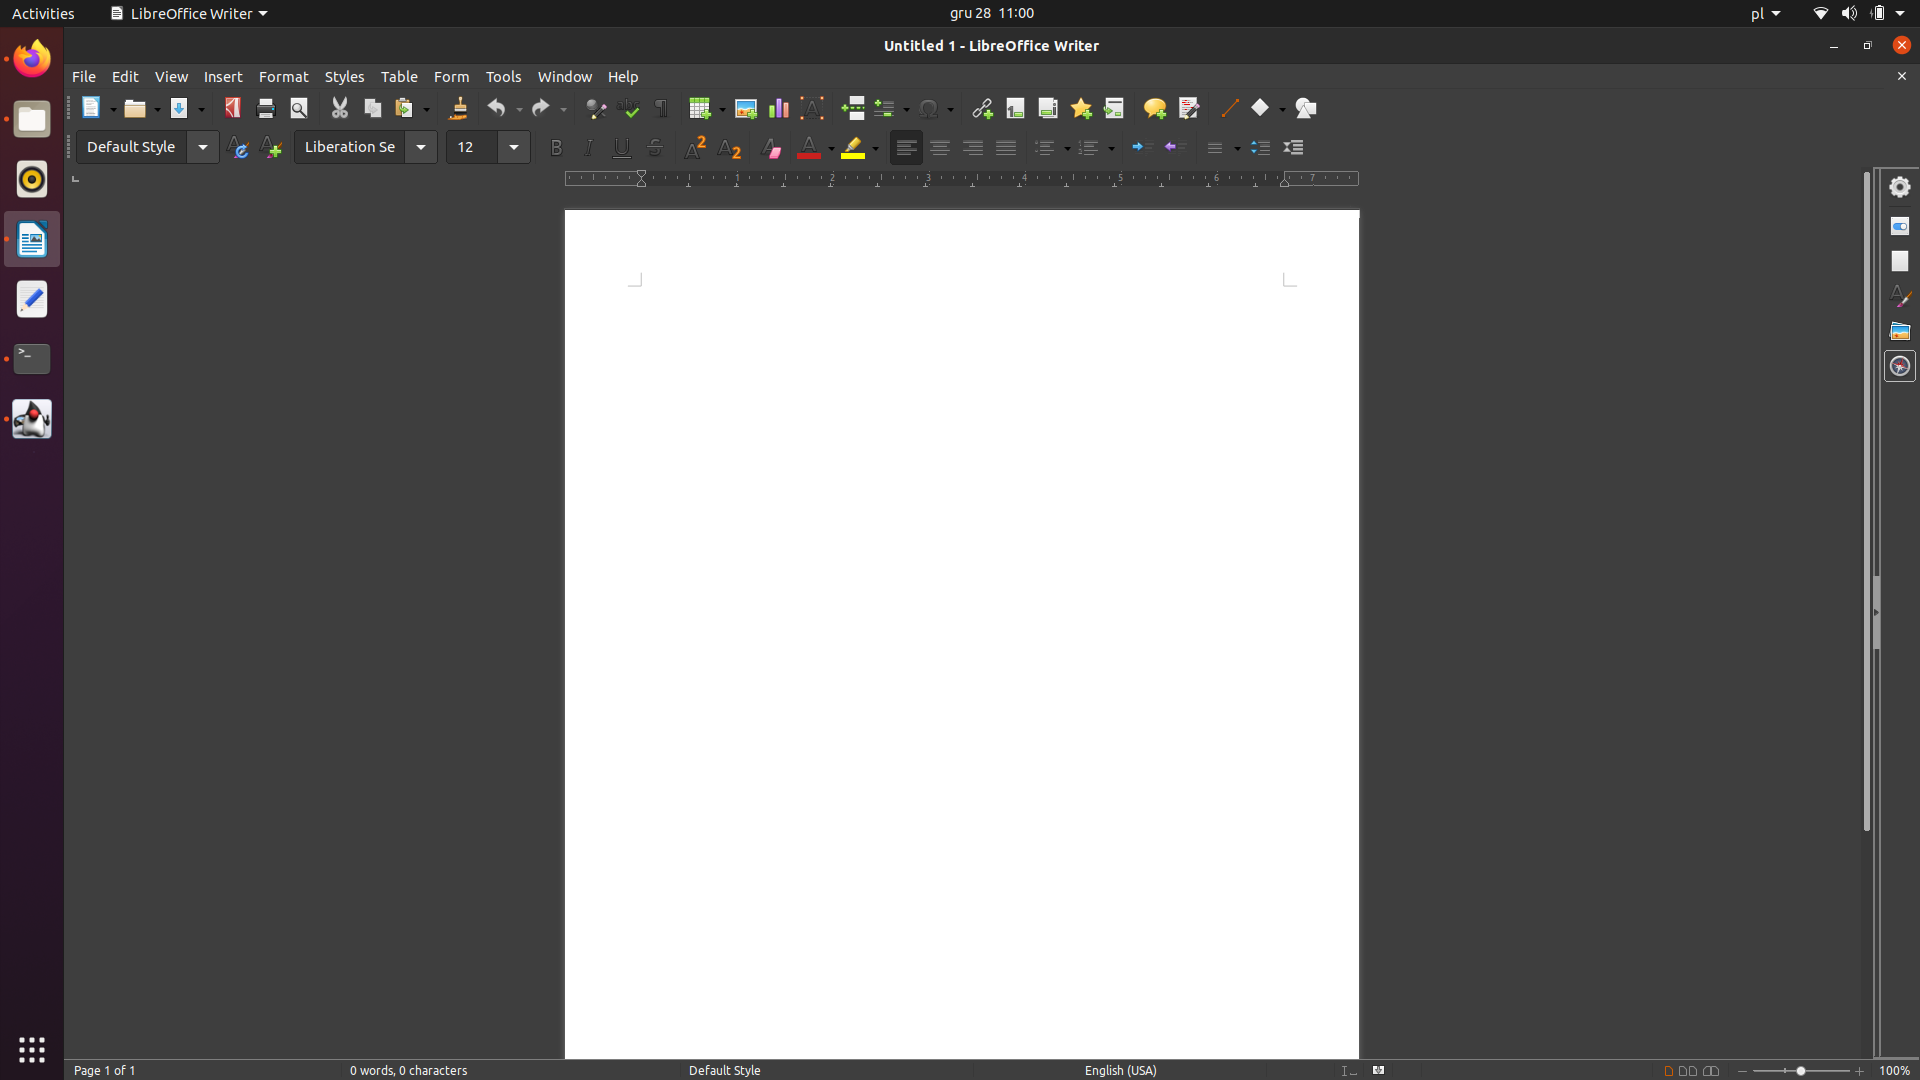 Activities LibreOffice Writer gru 28 11:00 pl
Untitled 1 - LibreOffice Writer
File Edit View Insert Format Styles Table Form Tools Window Help
Default Style Liberation Se 12
1 2 3 4 5 6 7
Page 1 of 1 0 words, 0 characters Default Style English (USA) 100%